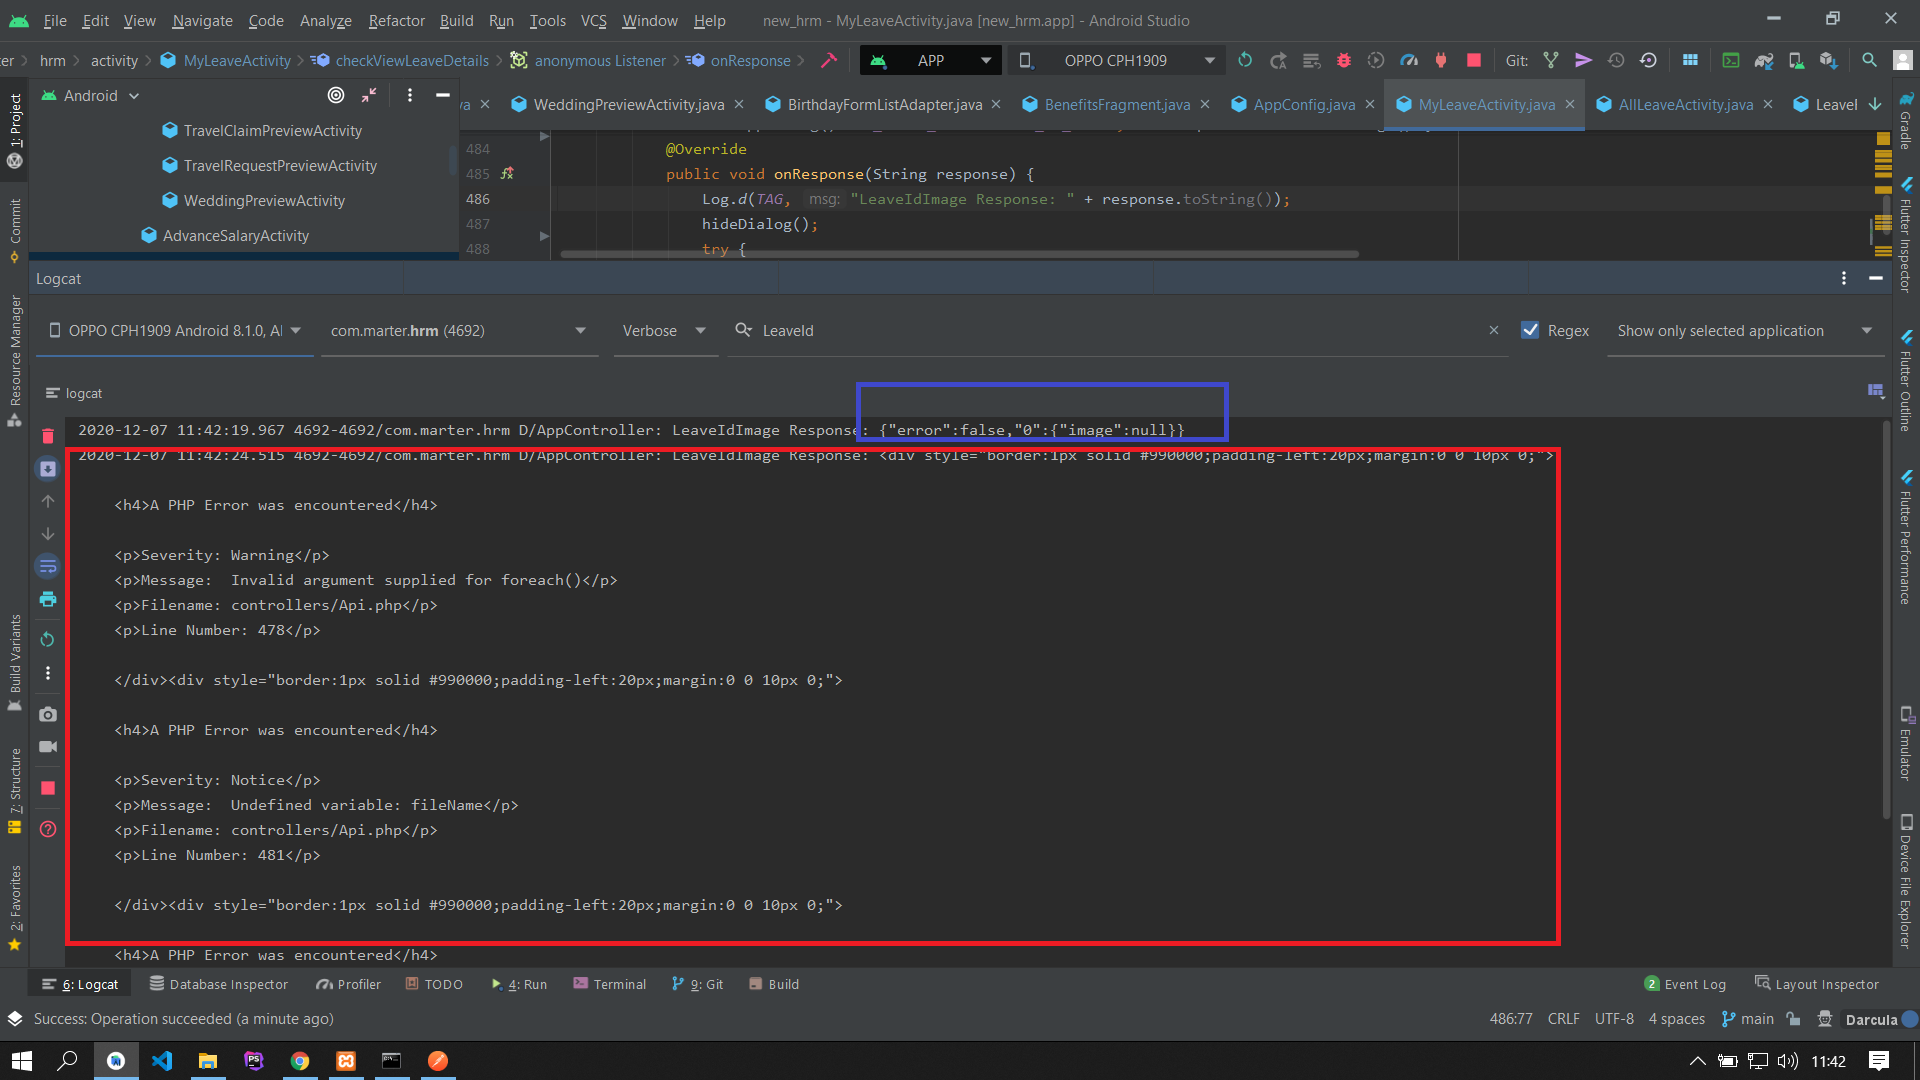 File Edit View Navigate Code Analyze Refactor Build Run Tools VCS Window Help new_hrm - MyLeaveActivity.java [new_hrm.app] - Android Studio
ter hrm activity MyLeaveActivity checkViewLeaveDetails anonymous Listener onResponse APP OPPO CPH1909 Git:
Android
va WeddingPreviewActivity.java BirthdayFormListAdapter.java BenefitsFragment.java AppConfig.java MyLeaveActivity.java AllLeaveActivity.java LeaveI
TravelClaimPreviewActivity
TravelRequestPreviewActivity
WeddingPreviewActivity
AdvanceSalaryActivity
484 @Override
485 public void onResponse(String response) {
486 Log.d(TAG, msg: "LeaveIdImage Response: " + response.toString());
487 hideDialog();
488 try {
Logcat
OPPO CPH1909 Android 8.1.0, AI com.marter.hrm (4692) Verbose LeaveId Regex Show only selected application
logcat
2020-12-07 11:42:19.967 4692-4692/com.marter.hrm D/AppController: LeaveIdImage Response: {"error":false,"0":{"image":null}}
2020-12-07 11:42:24.515 4692-4692/com.marter.hrm D/AppController: LeaveIdImage Response: <div style="border:1px solid #990000;padding-left:20px;margin:0 0 10px 0;">
<h4>A PHP Error was encountered</h4>
<p>Severity: Warning</p>
<p>Message:  Invalid argument supplied for foreach()</p>
<p>Filename: controllers/Api.php</p>
<p>Line Number: 478</p>
</div><div style="border:1px solid #990000;padding-left:20px;margin:0 0 10px 0;">
<h4>A PHP Error was encountered</h4>
<p>Severity: Notice</p>
<p>Message:  Undefined variable: fileName</p>
<p>Filename: controllers/Api.php</p>
<p>Line Number: 481</p>
</div><div style="border:1px solid #990000;padding-left:20px;margin:0 0 10px 0;">
<h4>A PHP Error was encountered</h4>
1: Project
Commit
Resource Manager
Build Variants
7: Structure
2: Favorites
Gradle
Flutter Inspector
Flutter Outline
Flutter Performance
Emulator
Device File Explorer
6: Logcat Database Inspector Profiler TODO 4: Run Terminal 9: Git Build 2 Event Log Layout Inspector
Success: Operation succeeded (a minute ago) 486:77 CRLF UTF-8 4 spaces main Darcula
PS 11:42